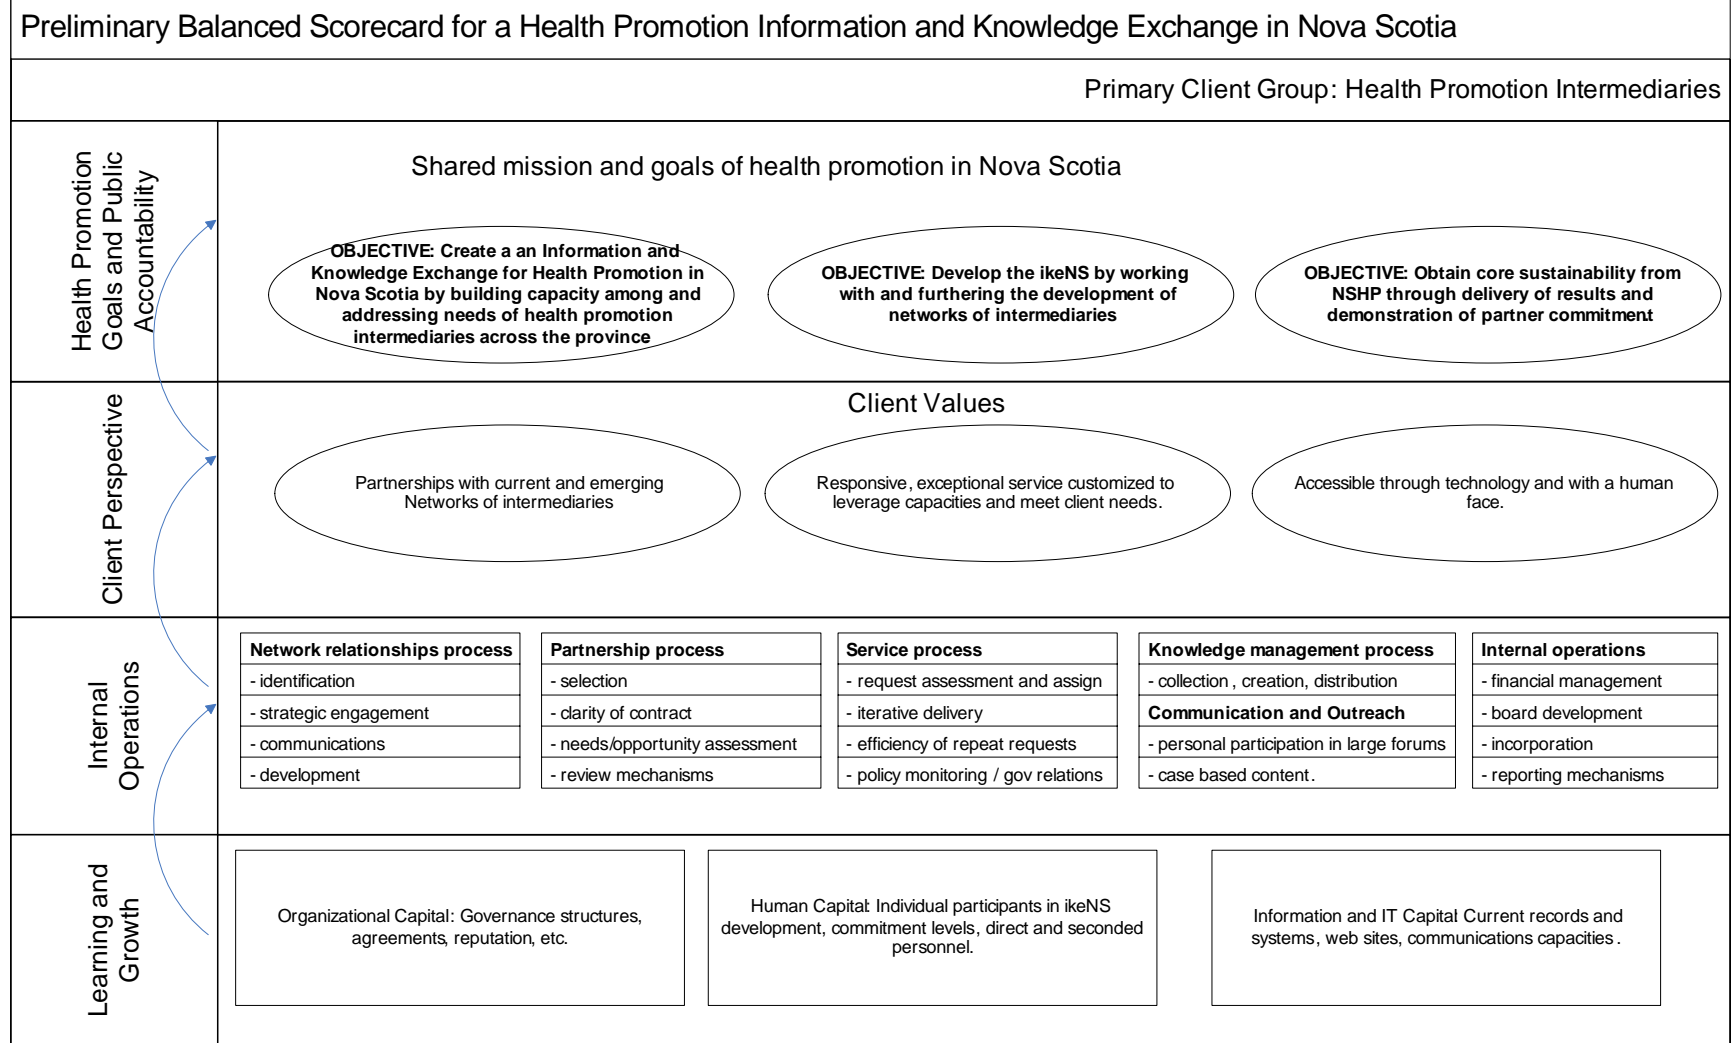 Preliminary Balanced Scorecard for a Health Promotion Information and Knowledge Exchange in Nova Scotia
Primary Client Group: Health Promotion Intermediaries
Health Promotion
Goals and Public
Accountability
Shared mission and goals of health promotion in Nova Scotia
OBJECTIVE: Create a an Information and
Knowledge Exchange for Health Promotion in
Nova Scotia by building capacity among and
addressing needs of health promotion
intermediaries across the province
OBJECTIVE: Develop the ikeNS by working
with and furthering the development of
networks of intermediaries
OBJECTIVE: Obtain core sustainability from
NSHP through delivery of results and
demonstration of partner commitment.
Client Perspective
Client Values
Partnerships with current and emerging
Networks of intermediaries
Responsive, exceptional service customized to
leverage capacities and meet client needs.
Accessible through technology and with a human
face.
Internal
Operations
Network relationships process
- identification
- strategic engagement
- communications
- development
Partnership process
- selection
- clarity of contract
- needs/opportunity assessment
- review mechanisms
Service process
- request assessment and assign
- iterative delivery
- efficiency of repeat requests
- policy monitoring / gov relations
Knowledge management process
- collection, creation, distribution
Communication and Outreach
- personal participation in large forums
- case based content.
Internal operations
- financial management
- board development
- incorporation
- reporting mechanisms
Learning and
Growth
Organizational Capital: Governance structures,
agreements, reputation, etc.
Human Capital: Individual participants in ikeNS
development, commitment levels, direct and seconded
personnel.
Information and IT Capital: Current records and
systems, web sites, communications capacities.